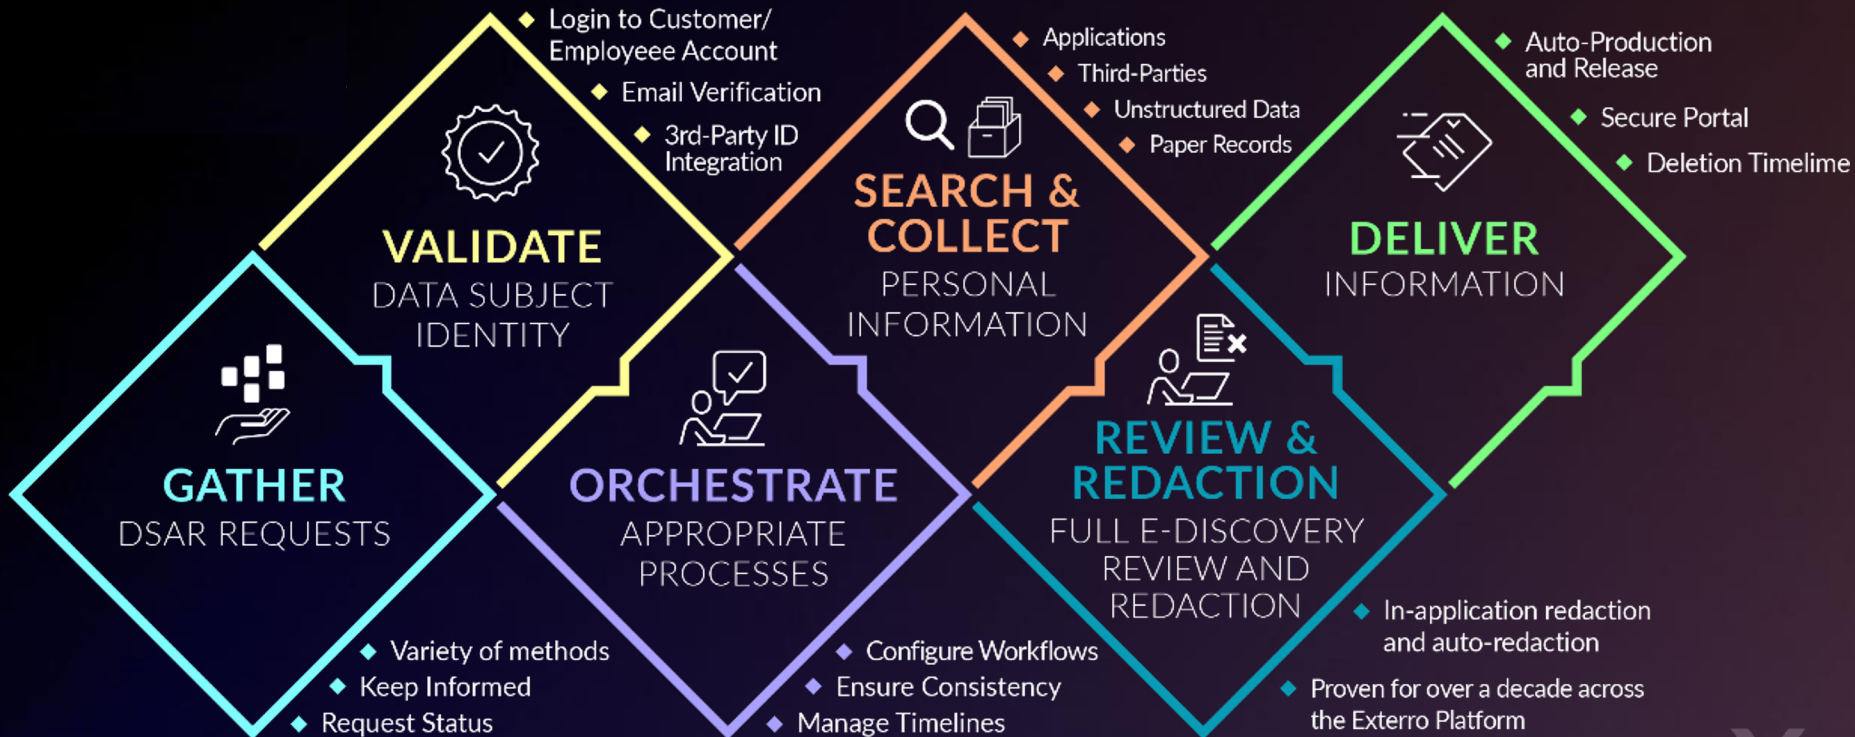 GATHER
DSAR REQUESTS
Variety of methods
Keep Informed
Request Status
VALIDATE
DATA SUBJECT
IDENTITY
Login to Customer/
Employeee Account
Email Verification
3rd-Party ID
Integration
ORCHESTRATE
APPROPRIATE
PROCESSES
Configure Workflows
Ensure Consistency
Manage Timelines
SEARCH &
COLLECT
PERSONAL
INFORMATION
Applications
Third-Parties
Unstructured Data
Paper Records
REVIEW &
REDACTION
FULL E-DISCOVERY
REVIEW AND
REDACTION
In-application redaction
and auto-redaction
Proven for over a decade across
the Exterro Platform
DELIVER
INFORMATION
Auto-Production
and Release
Secure Portal
Deletion Timeline